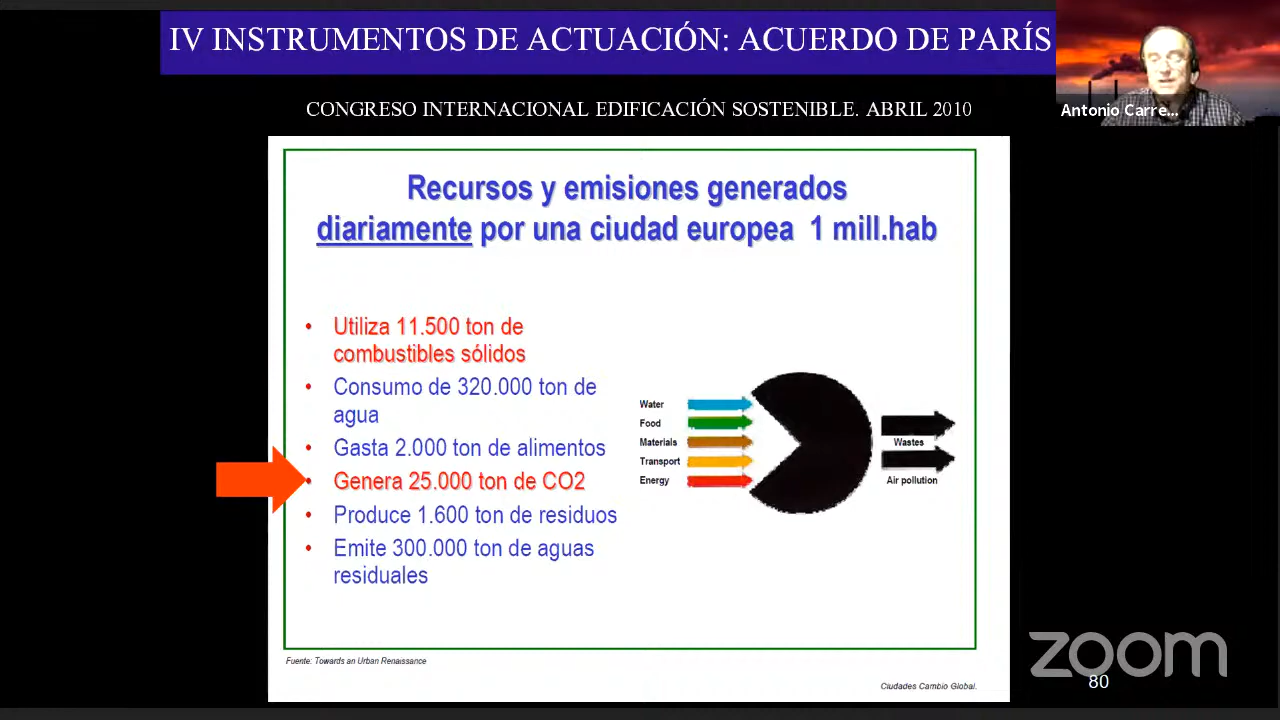 IV INSTRUMENTOS DE ACTUACIÓN: ACUERDO DE PARÍS
Antonio Carre...
CONGRESO INTERNACIONAL EDIFICACIÓN SOSTENIBLE. ABRIL 2010
Recursos y emisiones generados
diariamente por una ciudad europea 1 mill.hab
• Utiliza 11.500 ton de
combustibles sólidos
• Consumo de 320.000 ton de
agua
• Gasta 2.000 ton de alimentos
• Genera 25.000 ton de CO2
• Produce 1.600 ton de residuos
• Emite 300.000 ton de aguas
residuales
Water
Food
Materials
Transport
Energy
Wastes
Air pollution
Fuente: Towards an Urban Renaissance
Ciudades Cambio Global.
zoom
80